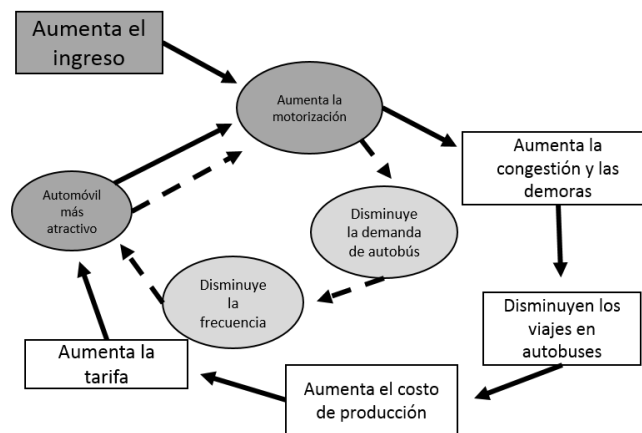 Aumenta el
ingreso
Aumenta la
motorización
Aumenta la
congestión y las
demoras
Automóvil
más
atractivo
Disminuye
la demanda
de autobús
Disminuye
la
frecuencia
Disminuyen los
viajes en
autobuses
Aumenta la
tarifa
Aumenta el costo
de producción